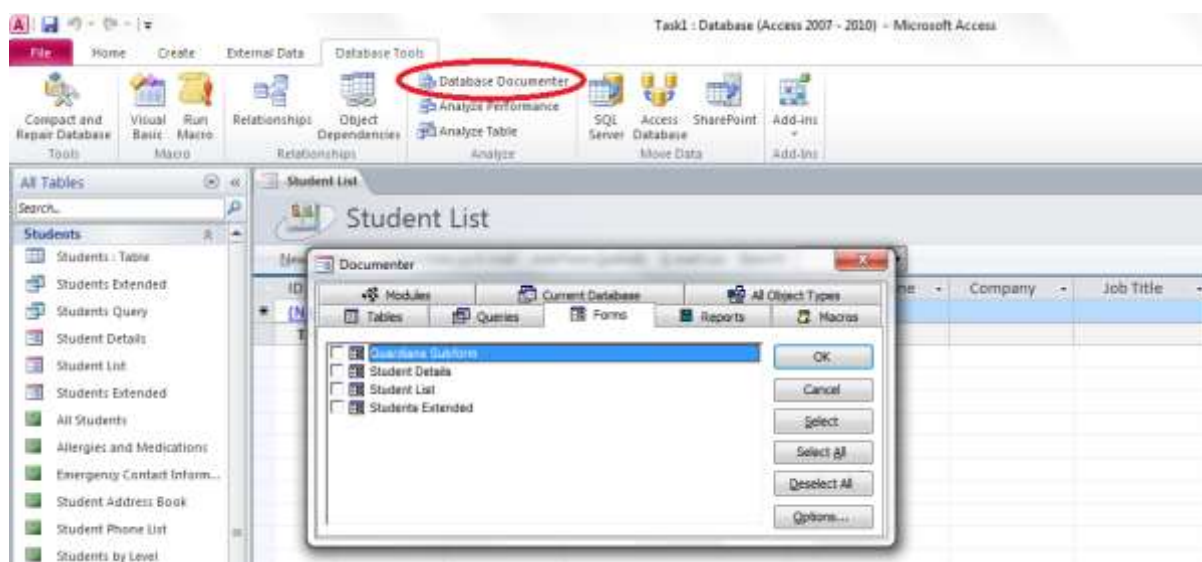 Task1 : Database (Access 2007 - 2010) - Microsoft Access
File Home Create External Data Database Tools
Compact and Repair Database
Visual Basic
Run Macro
Relationships
Object Dependencies
Database Documenter
Analyze Performance
Analyze Table
SQL Server
Access Database
SharePoint
Add-Ins
Tools Macro Relationships Analyze Move Data Add-Ins
All Tables
Student List
Search..
Student List
Students
Students : Table
Students Extended
Students Query
Student Details
Student List
Students Extended
All Students
Allergies and Medications
Emergency Contact Inform...
Student Address Book
Student Phone List
Students by Level
ID
Company
Job Title
Documenter
Modules Current Database All Object Types
Tables Queries Forms Reports Macros
Guardians Subform
Student Details
Student List
Students Extended
OK
Cancel
Select
Select All
Deselect All
Options...